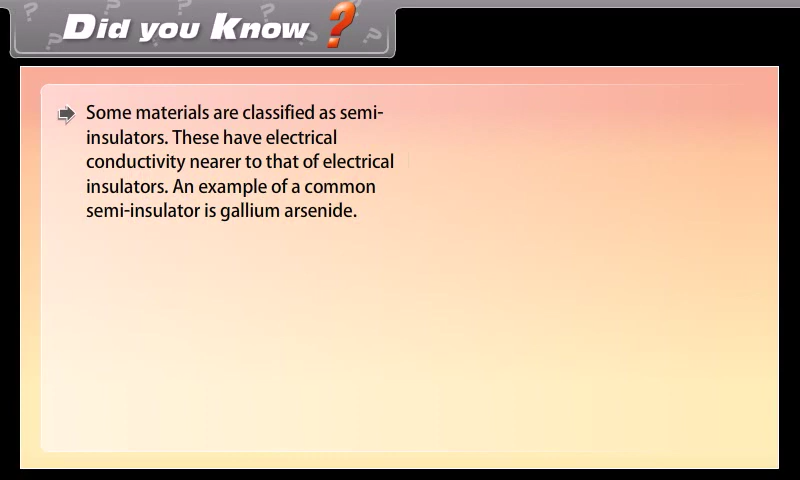 Did you Know ?
Some materials are classified as semi-
insulators. These have electrical
conductivity nearer to that of electrical
insulators. An example of a common
semi-insulator is gallium arsenide.